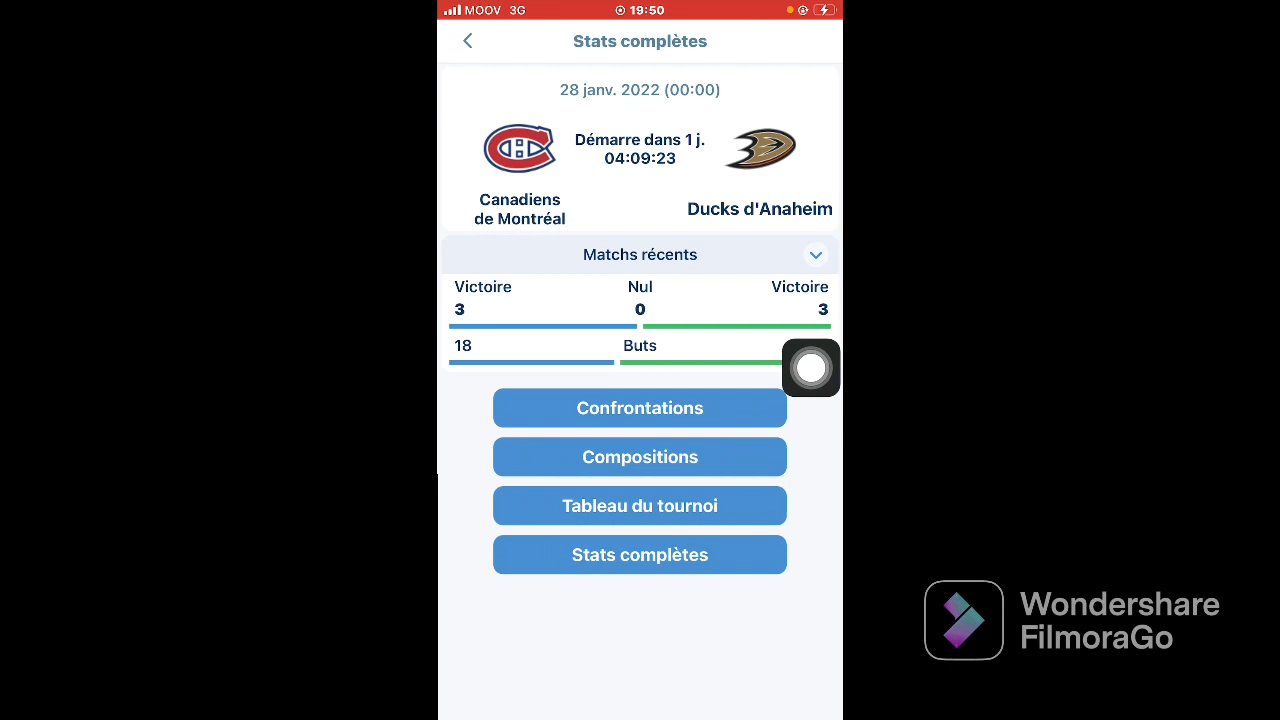 MOOV 3G 19:50
Stats complètes
28 janv. 2022 (00:00)
Démarre dans 1 j.
04:09:23
Canadiens
de Montréal
Ducks d'Anaheim
Matchs récents
Victoire Nul Victoire
3 0 3
18 Buts
Confrontations
Compositions
Tableau du tournoi
Stats complètes
Wondershare
FilmoraGo